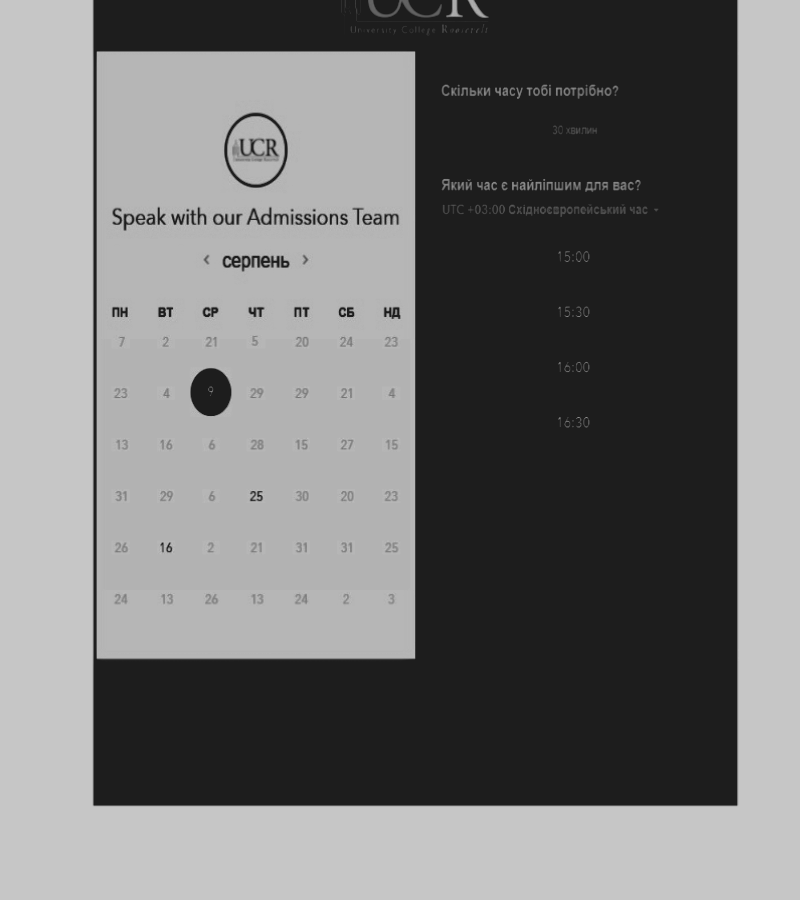 UCR
University College Roosevelt
UCR
Speak with our Admissions Team
‹ серпень ›
ПН ВТ СР ЧТ ПТ СБ НД
7 2 21 5 20 24 23
23 4 9 29 29 21 4
13 16 6 28 15 27 15
31 29 6 25 30 20 23
26 16 2 21 31 31 25
24 13 26 13 24 2 3
Скільки часу тобі потрібно?
30 хвилин
Який час є найліпшим для вас?
UTC +03:00 Східноєвропейський час
15:00
15:30
16:00
16:30